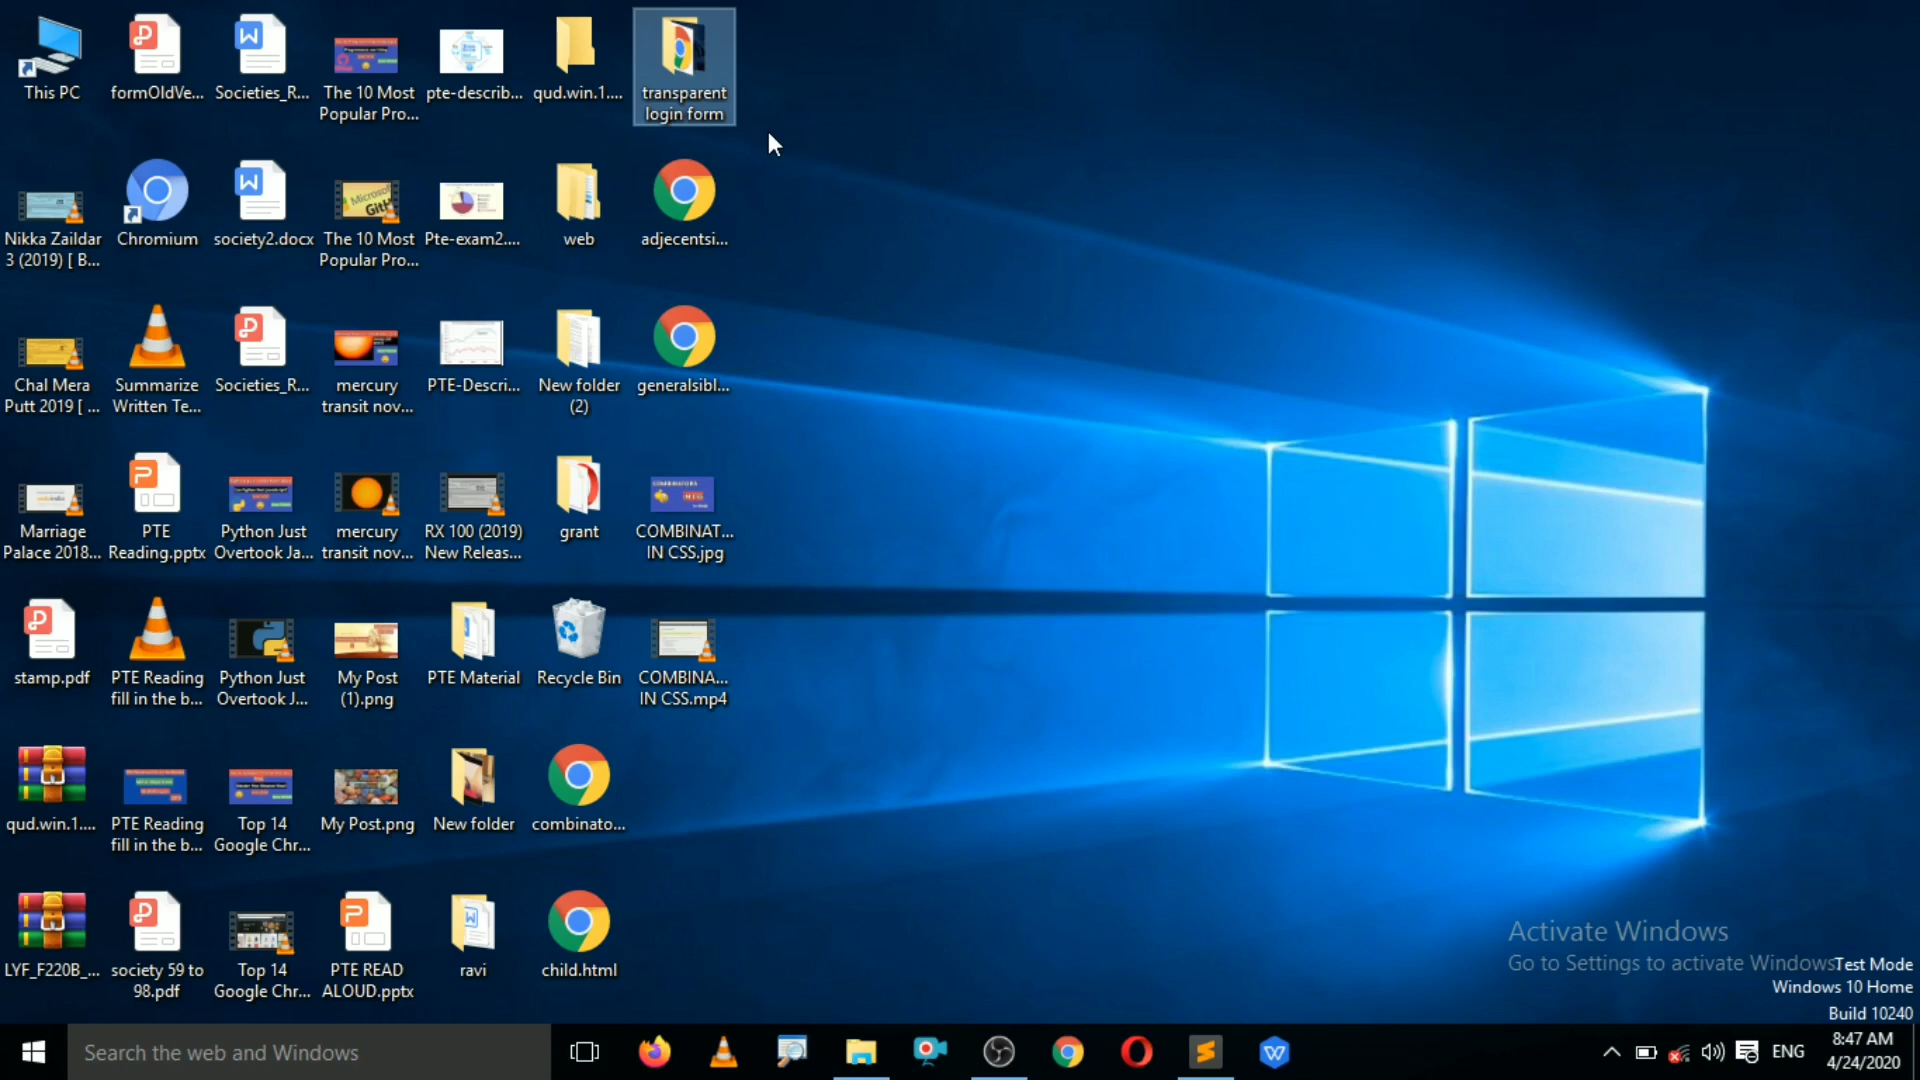 This PC
formOldVe...
Societies_R...
The 10 Most
Popular Pro...
pte-describ...
qud.win.1....
transparent
login form
Nikka Zaildar
3 (2019) [ B...
Chromium
society2.docx
The 10 Most
Popular Pro...
Pte-exam2....
web
adjecentsi...
Chal Mera
Putt 2019 [ ...
Summarize
Written Te...
Societies_R...
mercury
transit nov...
PTE-Descri...
New folder
(2)
generalsibl...
Marriage
Palace 2018...
PTE
Reading.pptx
Python Just
Overtook Ja...
mercury
transit nov...
RX 100 (2019)
New Releas...
grant
COMBINAT...
IN CSS.jpg
stamp.pdf
PTE Reading
fill in the b...
Python Just
Overtook J...
My Post
(1).png
PTE Material
Recycle Bin
COMBINA...
IN CSS.mp4
qud.win.1....
PTE Reading
fill in the b...
Top 14
Google Chr...
My Post.png
New folder
combinato...
LYF_F220B_...
society 59 to
98.pdf
Top 14
Google Chr...
PTE READ
ALOUD.pptx
ravi
child.html
Activate Windows
Go to Settings to activate Windows.
Test Mode
Windows 10 Home
Build 10240
Search the web and Windows
ENG
8:47 AM
4/24/2020